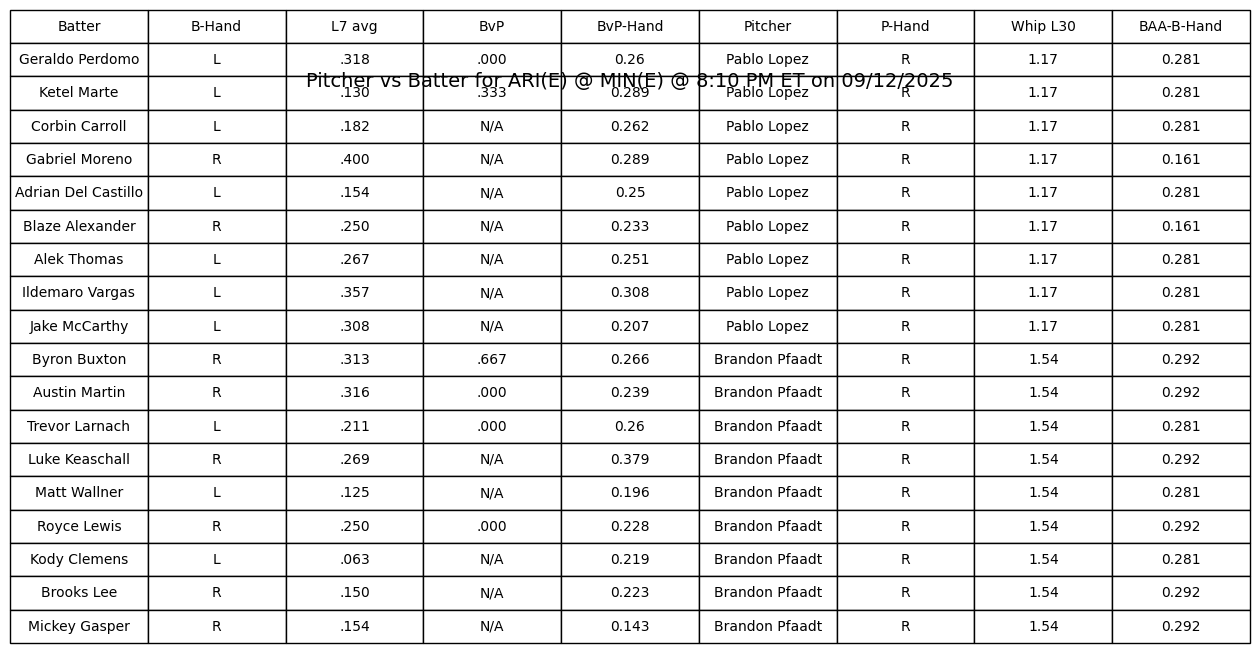 Batter B-Hand L7 avg BvP BvP-Hand Pitcher P-Hand Whip L30 BAA-B-Hand
Geraldo Perdomo L .318 .000 0.26 Pablo Lopez R 1.17 0.281
Pitcher vs Batter for ARI(E) @ MIN(E) @ 8:10 PM ET on 09/12/2025
Ketel Marte L .130 .333 0.289 Pablo Lopez R 1.17 0.281
Corbin Carroll L .182 N/A 0.262 Pablo Lopez R 1.17 0.281
Gabriel Moreno R .400 N/A 0.289 Pablo Lopez R 1.17 0.161
Adrian Del Castillo L .154 N/A 0.25 Pablo Lopez R 1.17 0.281
Blaze Alexander R .250 N/A 0.233 Pablo Lopez R 1.17 0.161
Alek Thomas L .267 N/A 0.251 Pablo Lopez R 1.17 0.281
Ildemaro Vargas L .357 N/A 0.308 Pablo Lopez R 1.17 0.281
Jake McCarthy L .308 N/A 0.207 Pablo Lopez R 1.17 0.281
Byron Buxton R .313 .667 0.266 Brandon Pfaadt R 1.54 0.292
Austin Martin R .316 .000 0.239 Brandon Pfaadt R 1.54 0.292
Trevor Larnach L .211 .000 0.26 Brandon Pfaadt R 1.54 0.281
Luke Keaschall R .269 N/A 0.379 Brandon Pfaadt R 1.54 0.292
Matt Wallner L .125 N/A 0.196 Brandon Pfaadt R 1.54 0.281
Royce Lewis R .250 .000 0.228 Brandon Pfaadt R 1.54 0.292
Kody Clemens L .063 N/A 0.219 Brandon Pfaadt R 1.54 0.281
Brooks Lee R .150 N/A 0.223 Brandon Pfaadt R 1.54 0.292
Mickey Gasper R .154 N/A 0.143 Brandon Pfaadt R 1.54 0.292